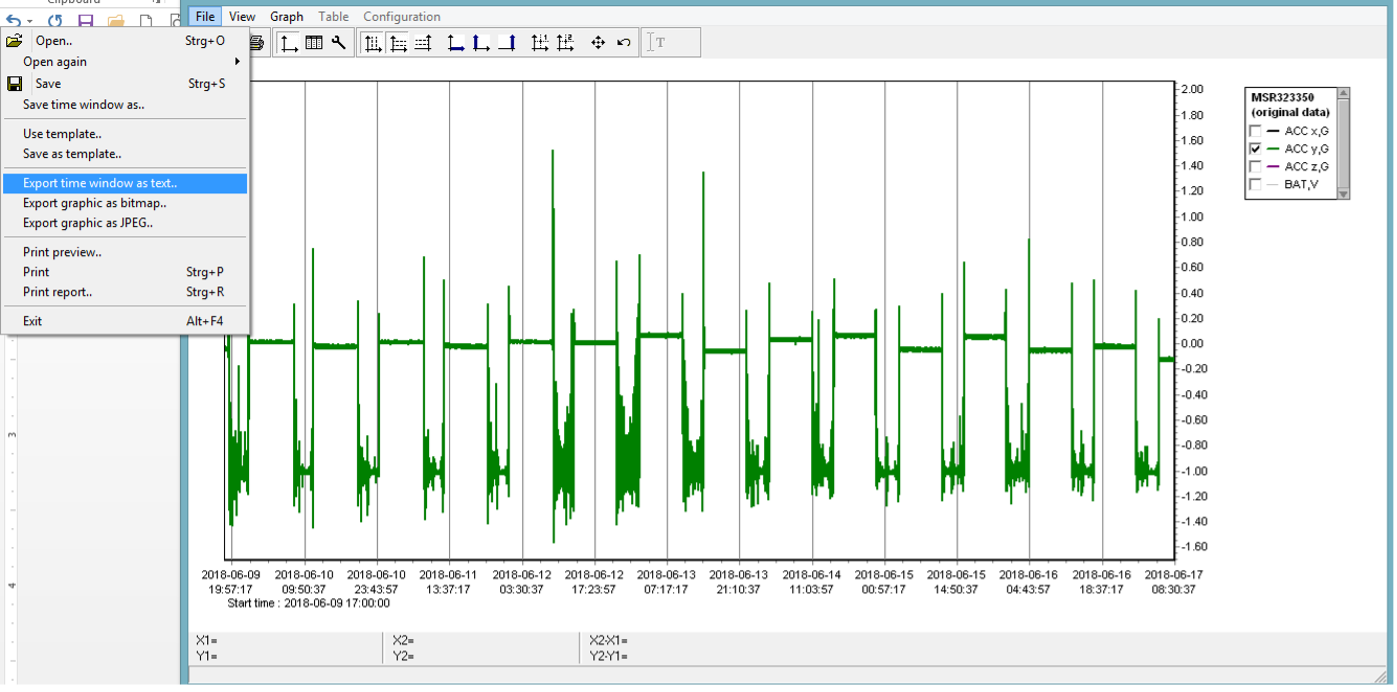 File View Graph Table Configuration
Open.. Strg+O
Open again
Save Strg+S
Save time window as..
Use template..
Save as template..
Export time window as text..
Export graphic as bitmap..
Export graphic as JPEG..
Print preview..
Print Strg+P
Print report.. Strg+R
Exit Alt+F4
T
MSR323350
(original data)
ACC x,G
ACC y,G
ACC z,G
BAT,V
2.00
1.80
1.60
1.40
1.20
1.00
0.80
0.60
0.40
0.20
0.00
-0.20
-0.40
-0.60
-0.80
-1.00
-1.20
-1.40
-1.60
2018-06-09 2018-06-10 2018-06-10 2018-06-11 2018-06-12 2018-06-12 2018-06-13 2018-06-13 2018-06-14 2018-06-15 2018-06-15 2018-06-16 2018-06-16 2018-06-17
19:57:17 09:50:37 23:43:57 13:37:17 03:30:37 17:23:57 07:17:17 21:10:37 11:03:57 00:57:17 14:50:37 04:43:57 18:37:17 08:30:37
Start time : 2018-06-09 17:00:00
X1= X2= X2-X1=
Y1= Y2= Y2-Y1=
3
4